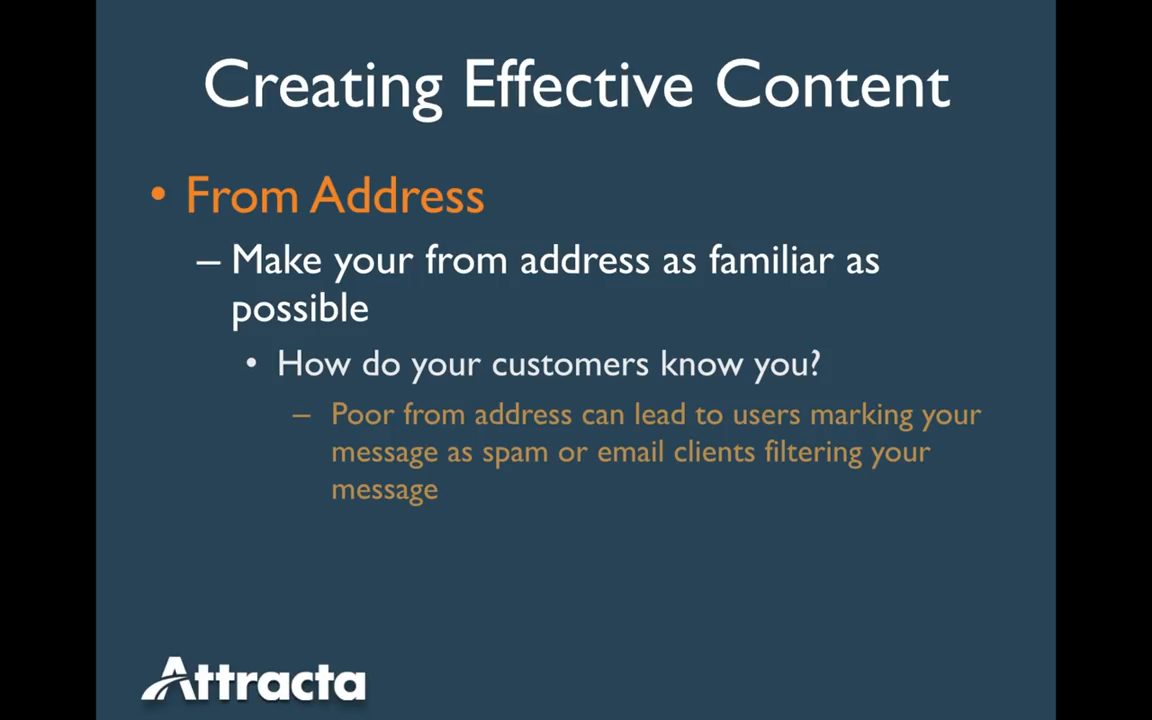 Creating Effective Content
• From Address
– Make your from address as familiar as
possible
• How do your customers know you?
– Poor from address can lead to users marking your
message as spam or email clients filtering your
message
Attracta